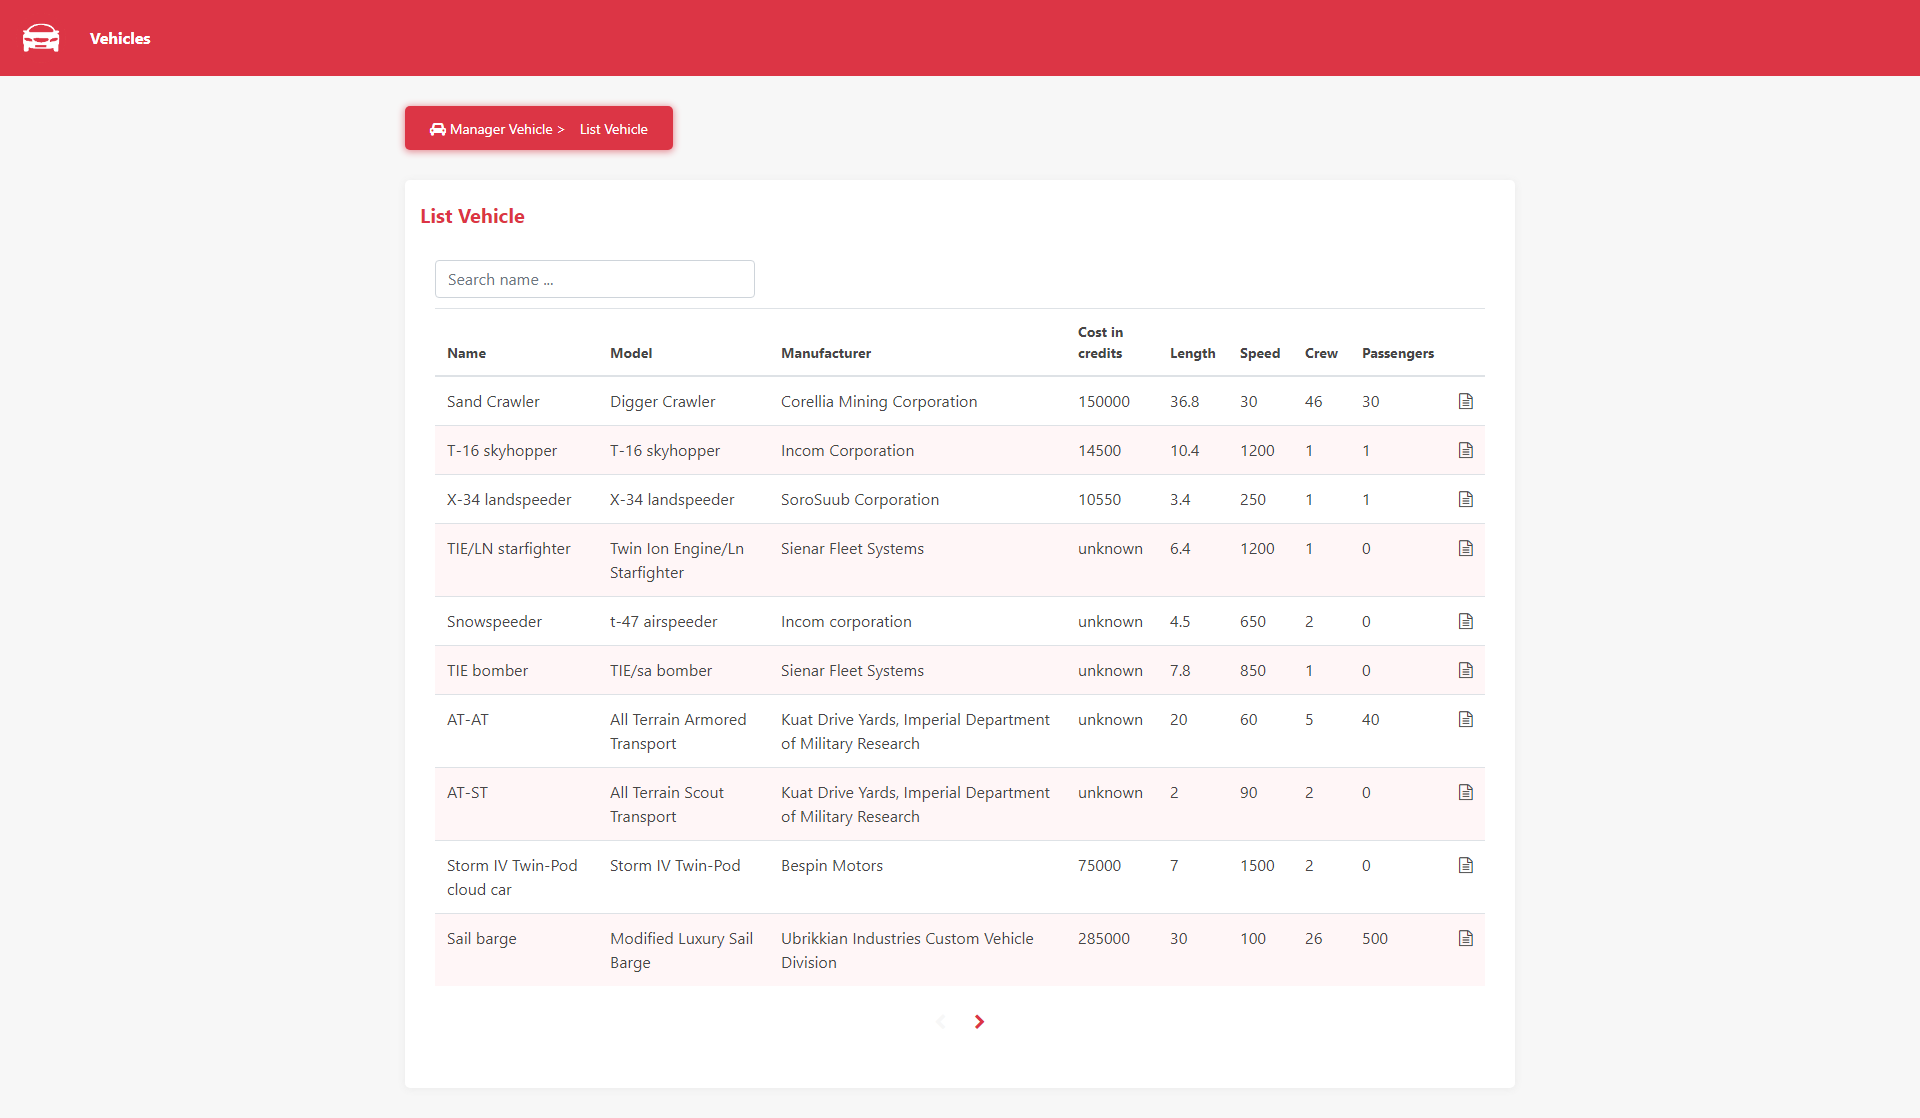 Vehicles
Manager Vehicle > List Vehicle
List Vehicle
Search name ...
Name Model Manufacturer Cost in credits Length Speed Crew Passengers
Sand Crawler Digger Crawler Corellia Mining Corporation 150000 36.8 30 46 30
T-16 skyhopper T-16 skyhopper Incom Corporation 14500 10.4 1200 1 1
X-34 landspeeder X-34 landspeeder SoroSuub Corporation 10550 3.4 250 1 1
TIE/LN starfighter Twin Ion Engine/Ln Sienar Fleet Systems unknown 6.4 1200 1 0
Starfighter
Snowspeeder t-47 airspeeder Incom corporation unknown 4.5 650 2 0
TIE bomber TIE/sa bomber Sienar Fleet Systems unknown 7.8 850 1 0
AT-AT All Terrain Armored Kuat Drive Yards, Imperial Department unknown 20 60 5 40
Transport of Military Research
AT-ST All Terrain Scout Kuat Drive Yards, Imperial Department unknown 2 90 2 0
Transport of Military Research
Storm IV Twin-Pod Storm IV Twin-Pod Bespin Motors 75000 7 1500 2 0
cloud car
Sail barge Modified Luxury Sail Ubrikkian Industries Custom Vehicle 285000 30 100 26 500
Barge Division